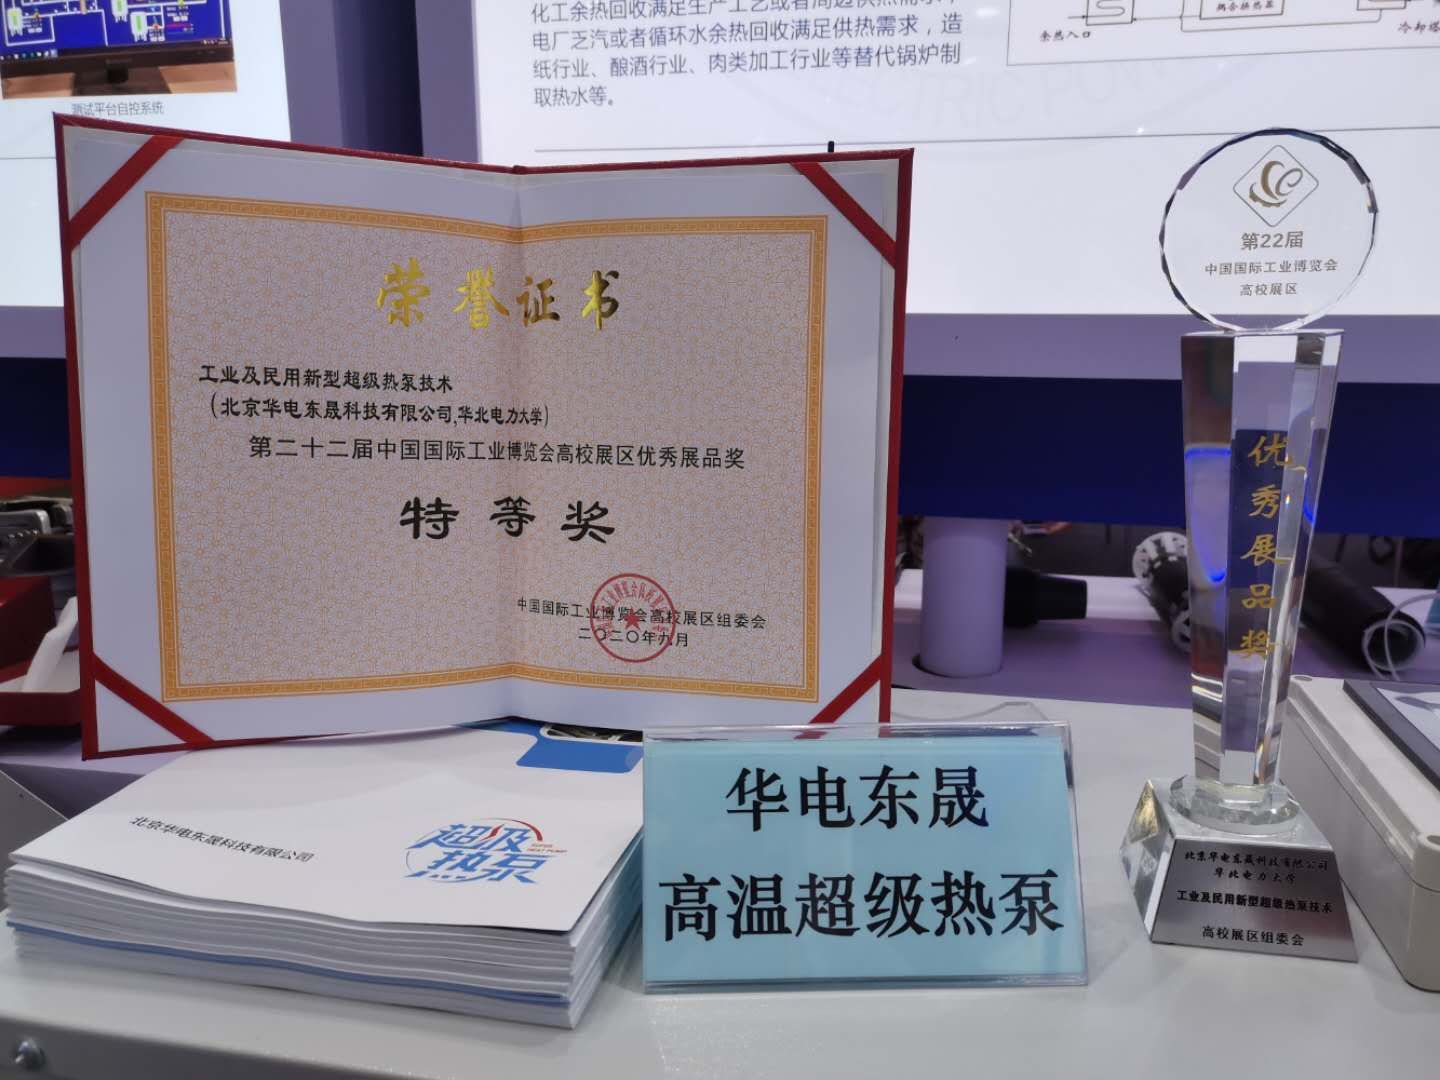 测试平台自控系统
化工余热回收满足生产工艺或者周边供热需求，
电厂乏汽或者循环水余热回收满足供热需求，造
纸行业、酿酒行业、肉类加工行业等替代锅炉制
取热水等。
余热入口
耦合换热器
冷却塔
荣誉证书
工业及民用新型超级热泵技术
（北京华电东晟科技有限公司,华北电力大学)
第二十二届中国国际工业博览会高校展区优秀展品奖
特等奖
中国国际工业博览会高校展区组委会
二〇二〇年九月
第22届
中国国际工业博览会
高校展区
优秀展品奖
北京华电东晟科技有限公司
华北电力大学
工业及民用新型超级热泵技术
高校展区组委会
北京华电东晟科技有限公司
超级
热泵
SUPER
HEAT PUMP
华电东晟
高温超级热泵